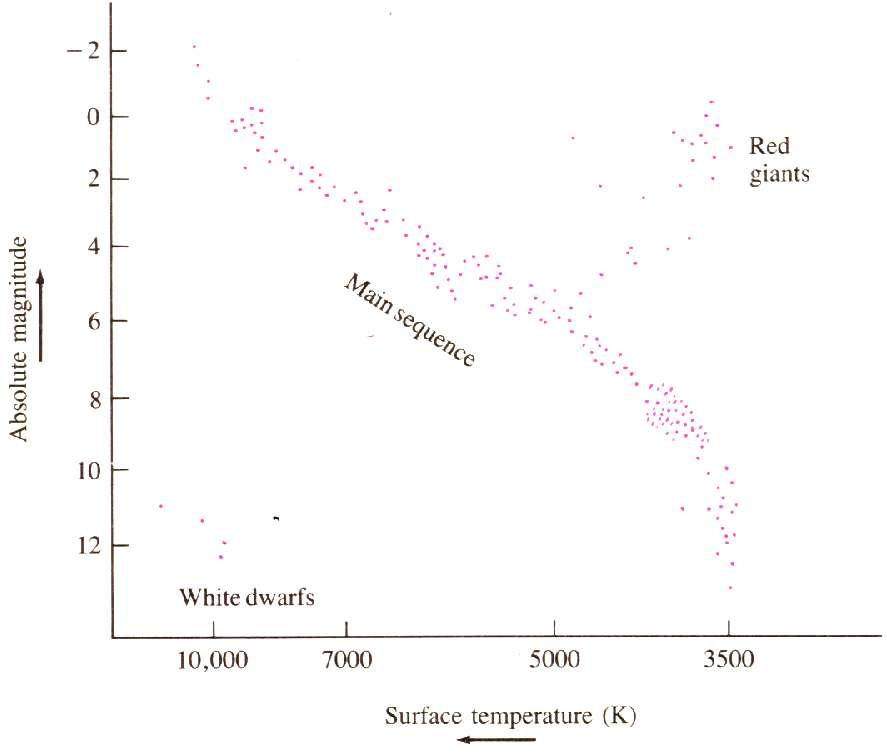 −2
0
2
4
6
8
10
12
Absolute magnitude
Red
giants
Main sequence
White dwarfs
10,000 7000 5000 3500
Surface temperature (K)